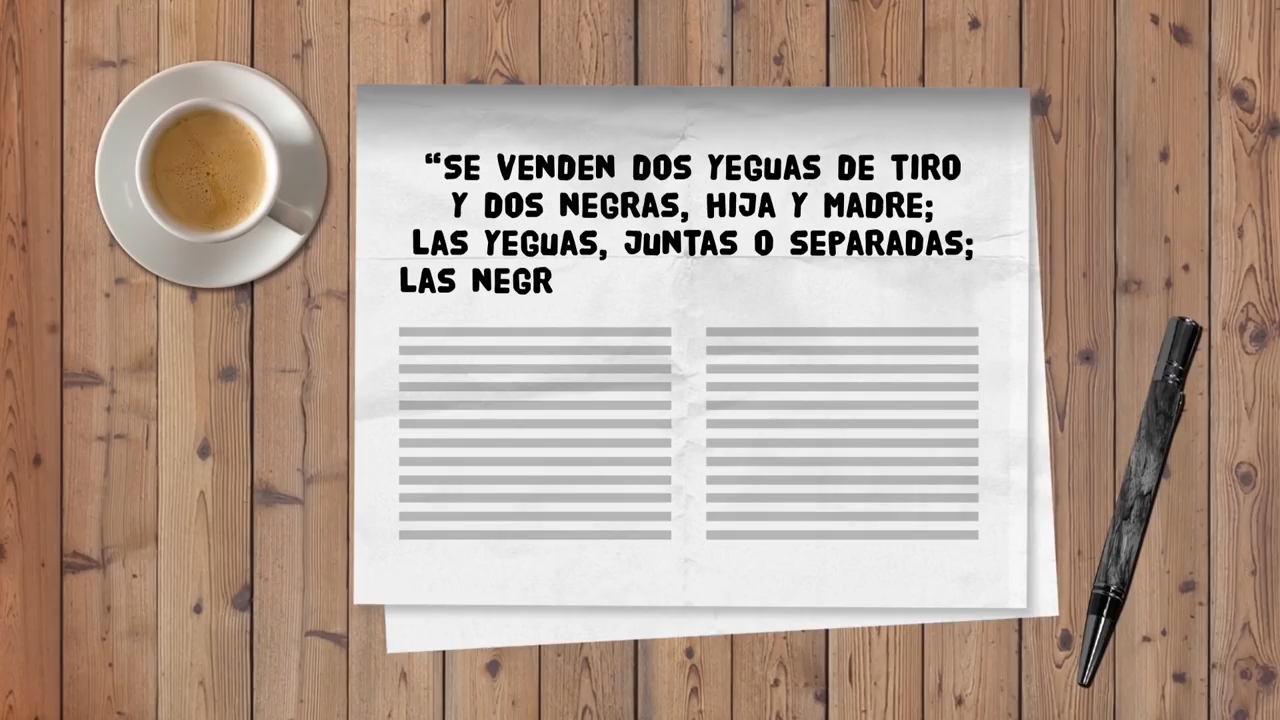 “SE VENDEN DOS YEGUAS DE TIRO
Y DOS NEGRAS, HIJA Y MADRE;
LAS YEGUAS, JUNTAS O SEPARADAS;
LAS NEGR